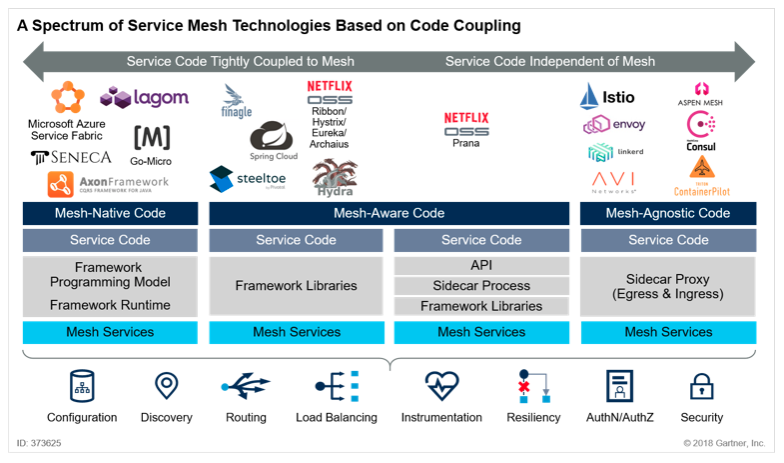 A Spectrum of Service Mesh Technologies Based on Code Coupling
Service Code Tightly Coupled to Mesh
Service Code Independent of Mesh
Microsoft Azure
Service Fabric
lagom
SENECA
[M]
Go-Micro
AxonFramework
CQRS FRAMEWORK FOR JAVA
finagle
NETFLIX
OSS
Ribbon/
Hystrix/
Eureka/
Archaius
Spring Cloud
steeltoe
by Pivotal
Hydra
NETFLIX
OSS
Prana
Istio
ASPEN MESH
envoy
Consul
linkerd
AVI
Networks
ContainerPilot
Mesh-Native Code
Mesh-Aware Code
Mesh-Agnostic Code
Service Code
Service Code
Service Code
Service Code
Framework
Programming Model
Framework Runtime
Framework Libraries
API
Sidecar Process
Framework Libraries
Sidecar Proxy
(Egress & Ingress)
Mesh Services
Mesh Services
Mesh Services
Mesh Services
Configuration
Discovery
Routing
Load Balancing
Instrumentation
Resiliency
AuthN/AuthZ
Security
ID: 373625
© 2018 Gartner, Inc.